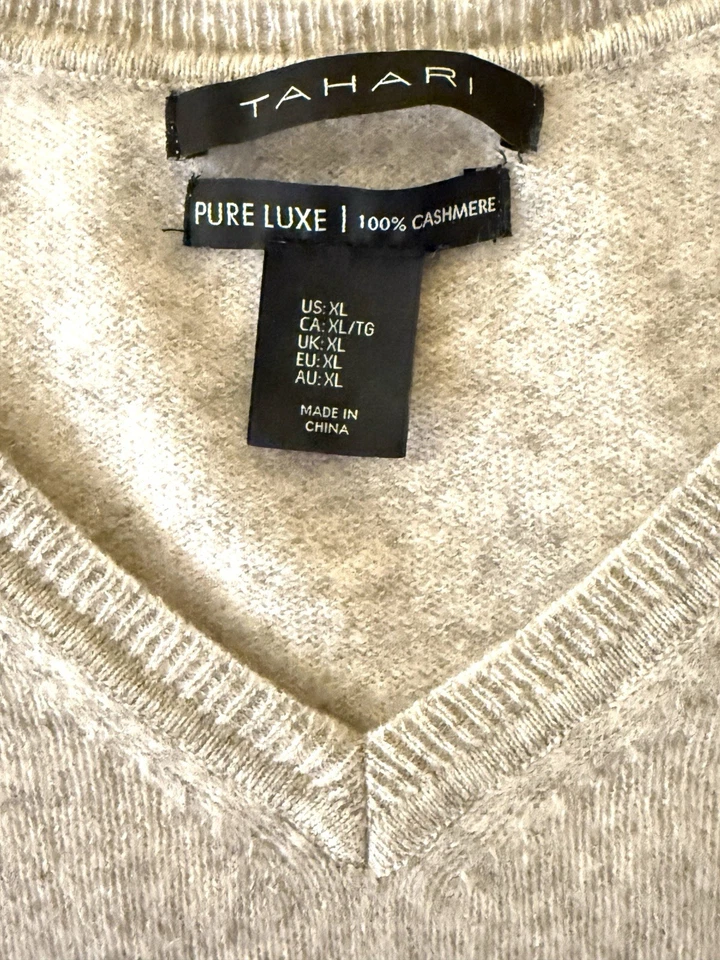 TAHARI
PURE LUXE | 100% CASHMERE
US: XL
CA: XL/TG
UK: XL
EU: XL
AU: XL
MADE IN
CHINA